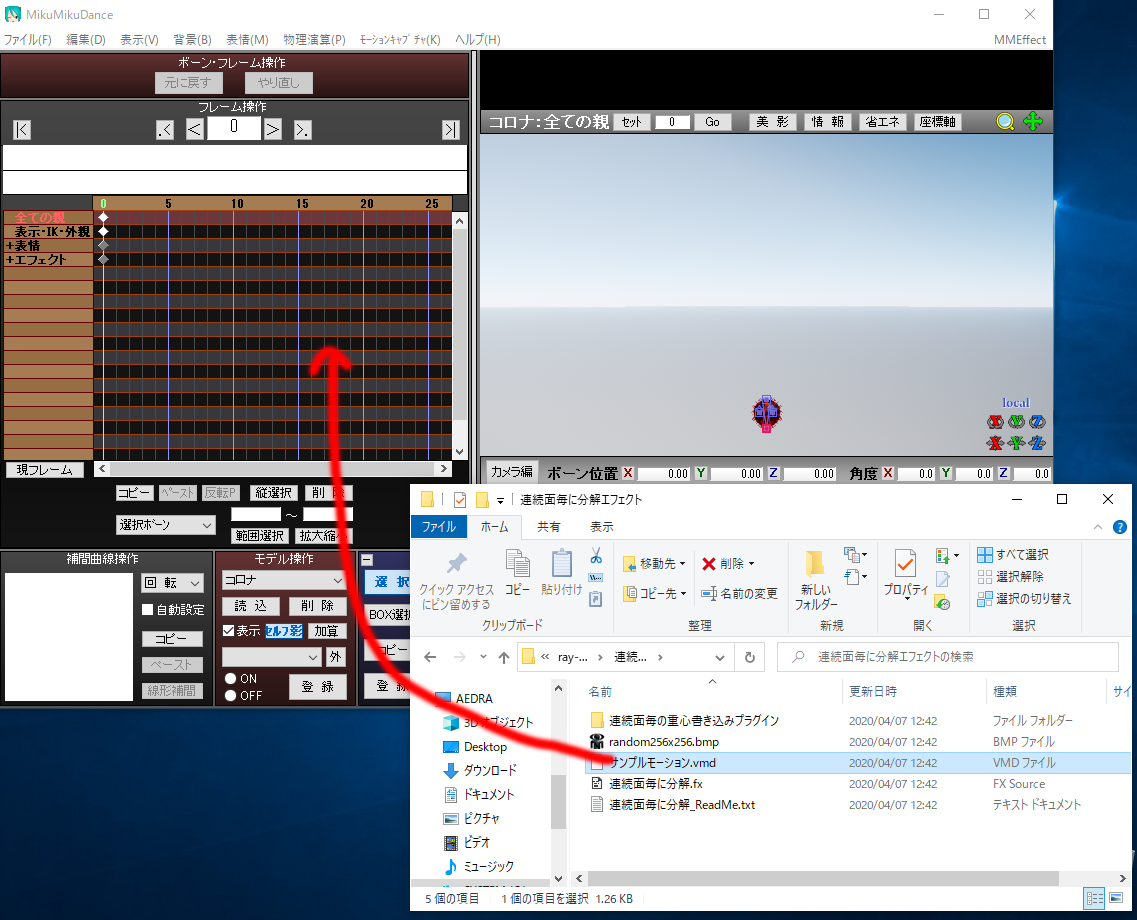 MikuMikuDance
ファイル(F) 編集(D) 表示(V) 背景(B) 表情(M) 物理演算(P) ﾓｰｼｮﾝｷｬﾌﾟﾁｬ(K) ヘルプ(H) MMEffect
ボーン・フレーム操作
元に戻す やり直し
フレーム操作
|< .< < 0 > >. >|
コロナ:全ての親 ｾｯﾄ 0 Go 美 影 情 報 省エネ 座標軸
0 5 10 15 20 25
全ての親
表示・IK・外親
+表情
+エフェクト
local
X Y Z
X Y Z
現フレーム
カメラ編 ボーン位置 X 0.00 Y 0.00 Z 0.00 角度 X 0.0 Y 0.0 Z 0.0
コピー ﾍﾟｰｽﾄ 反転P 縦選択 削 除
選択ボーン ～
範囲選択 拡大縮
補間曲線操作
回 転
自動設定
コピー
ペースト
線形補間
モデル操作
コロナ
読 込 削 除
表示 ｾﾙﾌ影 加算
外
ON
OFF
登 録
選 択
BOX選択
コピー
登 録
連続面毎に分解エフェクト
ファイル ホーム 共有 表示
クイック アクセス
にピン留めする
コピー 貼り付け
クリップボード
移動先 削除
コピー先 名前の変更
整理
新しい
フォルダー
新規
プロパティ
開く
すべて選択
選択解除
選択の切り替え
選択
« ray-... › 連続... ›
連続面毎に分解エフェクトの検索
AEDRA
3D オブジェクト
Desktop
ダウンロード
ドキュメント
ピクチャ
ビデオ
ミュージック
名前 更新日時 種類 サイ
連続面毎の重心書き込みプラグイン 2020/04/07 12:42 ファイル フォルダー
random256x256.bmp 2020/04/07 12:42 BMP ファイル
サンプルモーション.vmd 2020/04/07 12:42 VMD ファイル
連続面毎に分解.fx 2020/04/07 12:42 FX Source
連続面毎に分解_ReadMe.txt 2020/04/07 12:42 テキスト ドキュメント
5 個の項目 1 個の項目を選択 1.26 KB